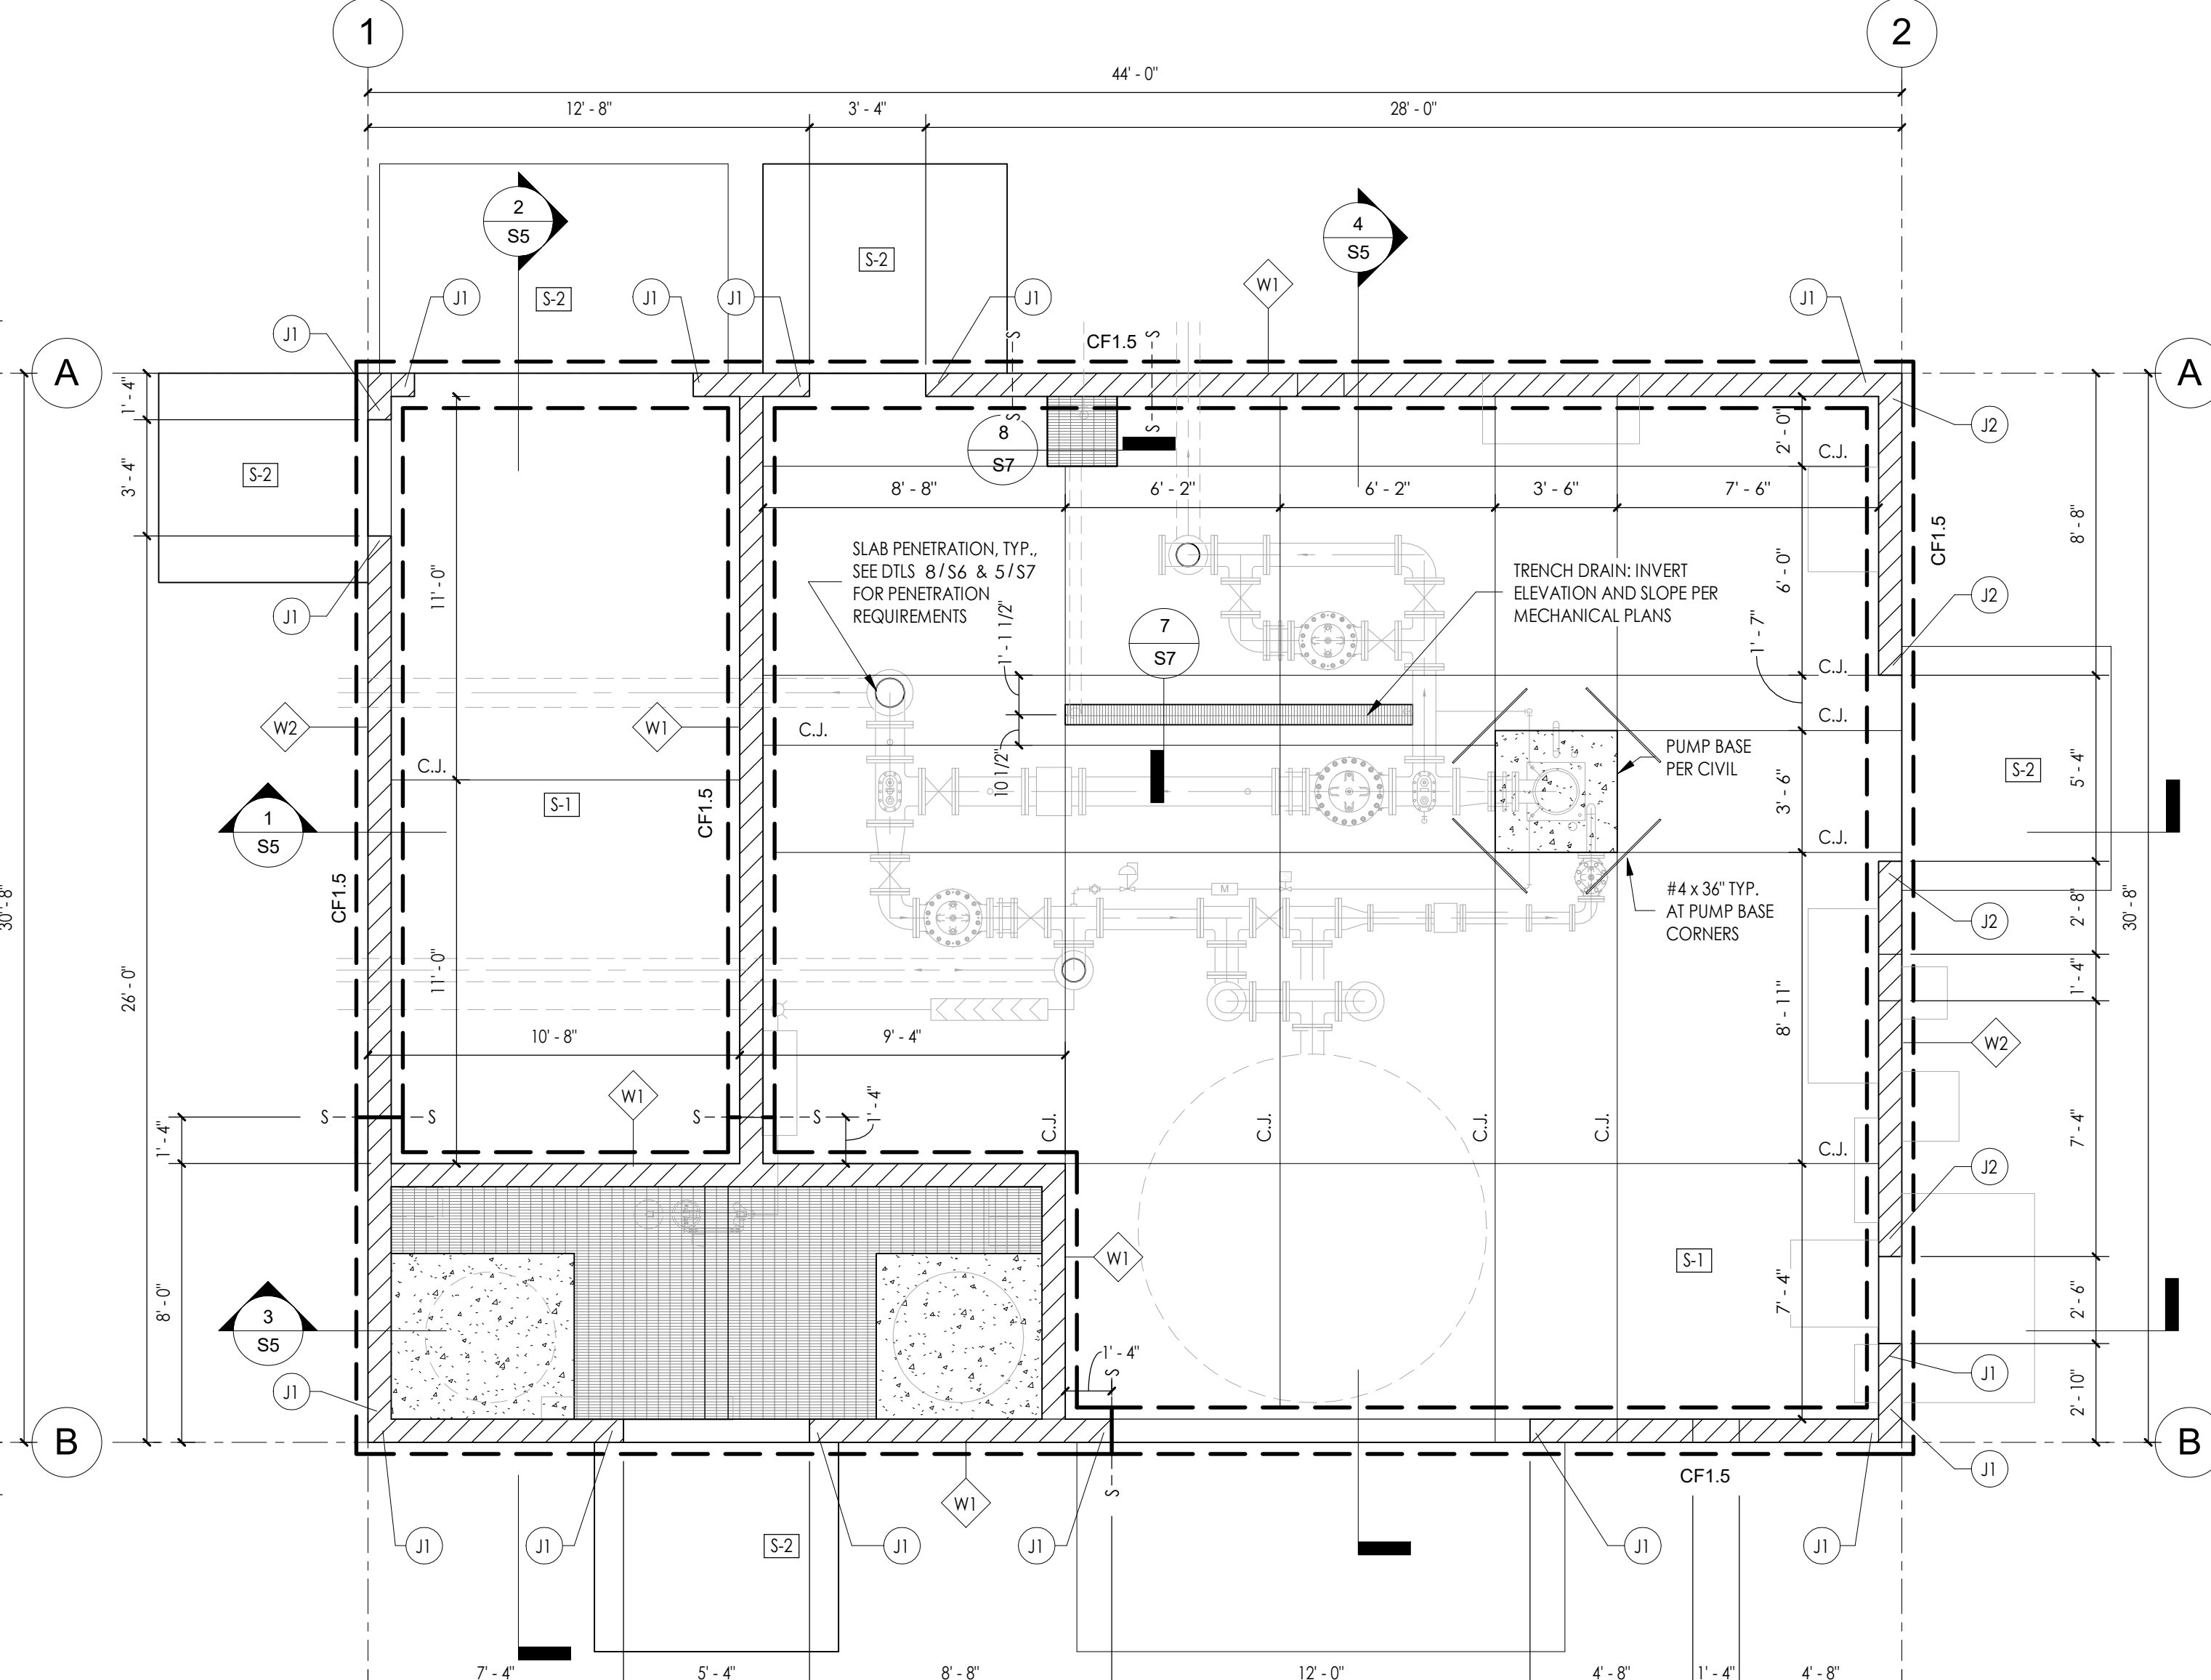 1
2
44' - 0"
12' - 8"
3' - 4"
28' - 0"
2
S5
S-2
S-2
4
S5
J1
J1
J1
J1
J1
W1
J1
S
S
CF1.5
A
A
1' - 4"
3' - 4"
S-2
J1
S
S
8
S7
2' - 0"
C.J.
J2
8' - 8"
CF1.5
8' - 8"
6' - 2"
6' - 2"
3' - 6"
7' - 6"
SLAB PENETRATION, TYP.,
SEE DTLS 8/S6 & 5/S7
FOR PENETRATION
REQUIREMENTS
TRENCH DRAIN: INVERT
ELEVATION AND SLOPE PER
MECHANICAL PLANS
11' - 0"
6' - 0"
J2
1' - 1 1/2"
7
S7
1' - 7"
C.J.
W2
W1
C.J.
C.J.
10 1/2"
PUMP BASE
PER CIVIL
C.J.
S-1
CF1.5
3' - 6"
S-2
5' - 4"
1
S5
C.J.
CF1.5
30' - 8"
M
#4 x 36" TYP.
AT PUMP BASE
CORNERS
J2
2' - 8"
30' - 8"
26' - 0"
11' - 0"
1' - 4"
8' - 11"
10' - 8"
9' - 4"
W2
W1
1' - 4"
S
S
S
S
1' - 4"
C.J.
C.J.
C.J.
C.J.
C.J.
7' - 4"
J2
W1
S-1
8' - 0"
7' - 4"
2' - 6"
3
S5
1' - 4"
S
J1
J1
2' - 10"
B
B
CF1.5
J1
S
W1
J1
J1
S-2
J1
J1
J1
J1
7' - 4"
5' - 4"
8' - 8"
12' - 0"
4' - 8"
1' - 4"
4' - 8"